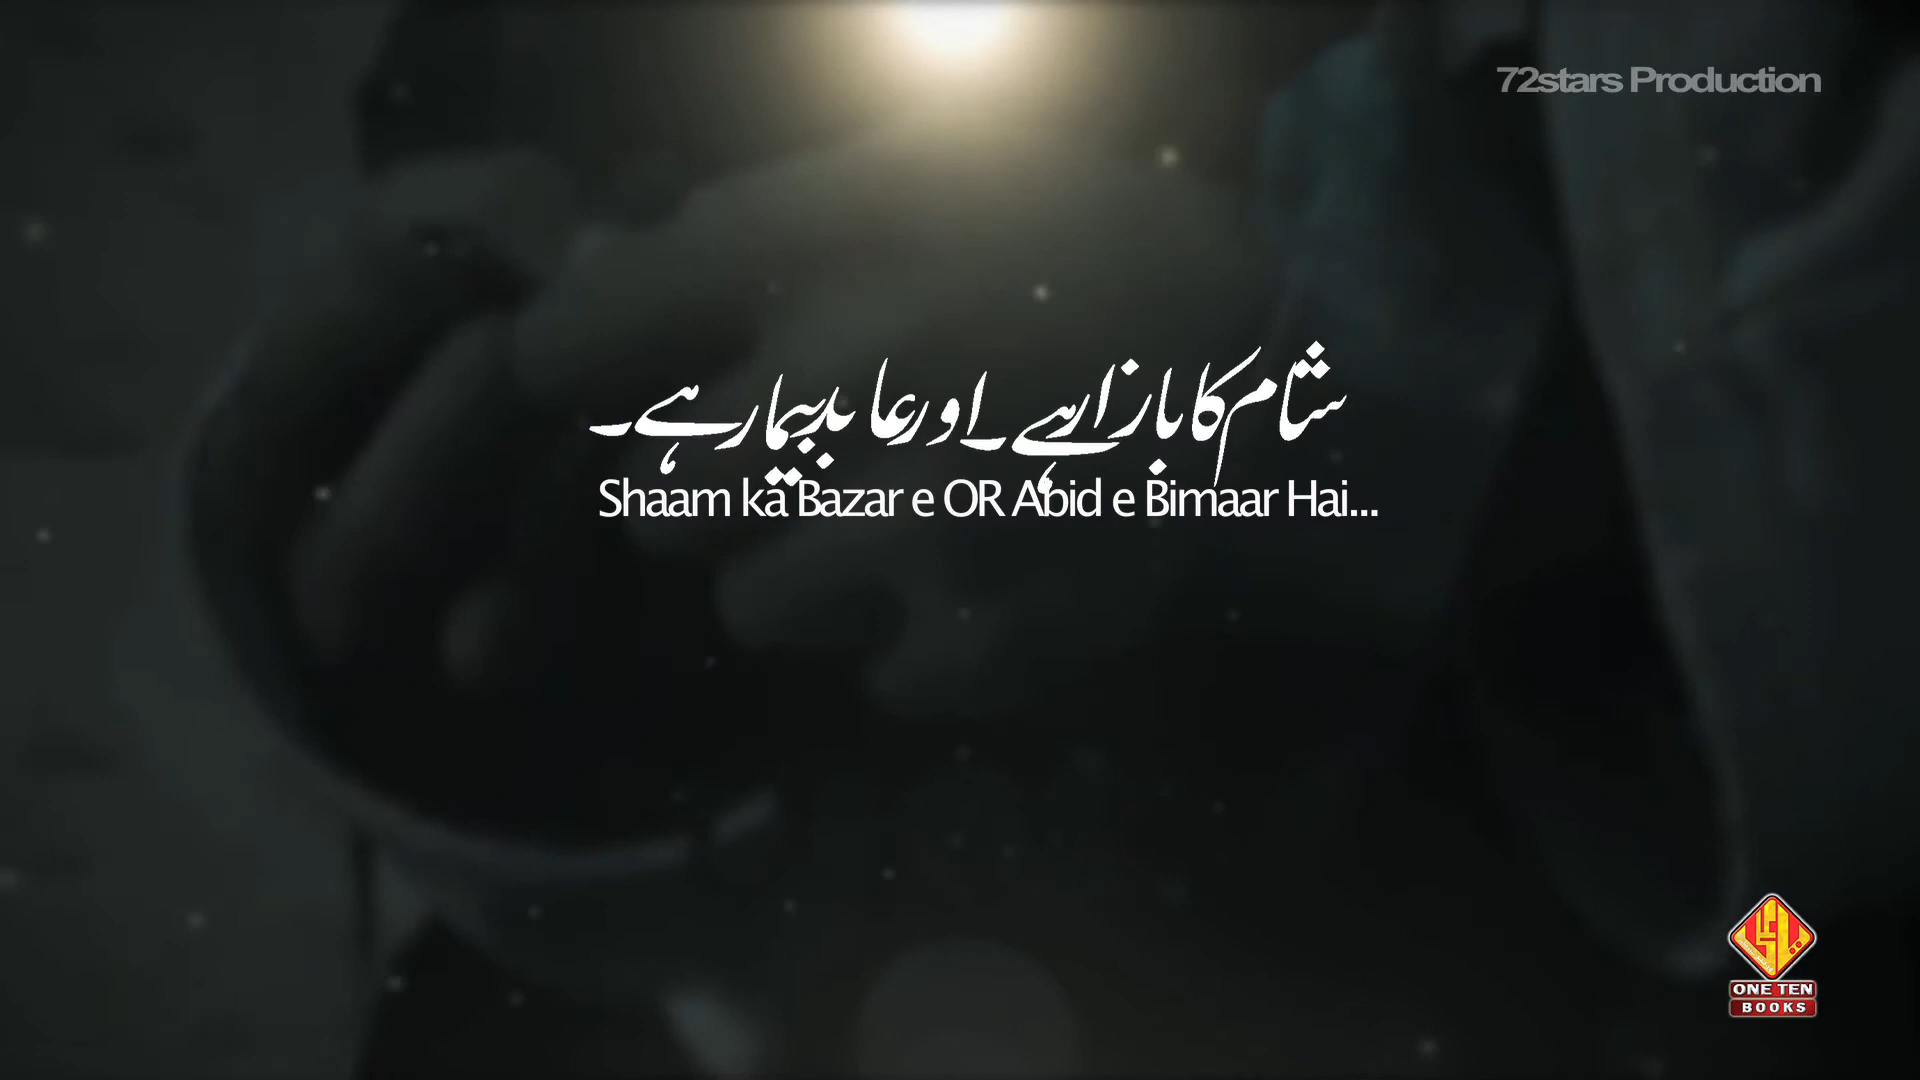 72stars Production
شام کا بازار ہے۔ اور عابد بیمار ہے۔
Shaam ka Bazar e OR Abid e Bimaar Hai...
ONE TEN
BOOKS